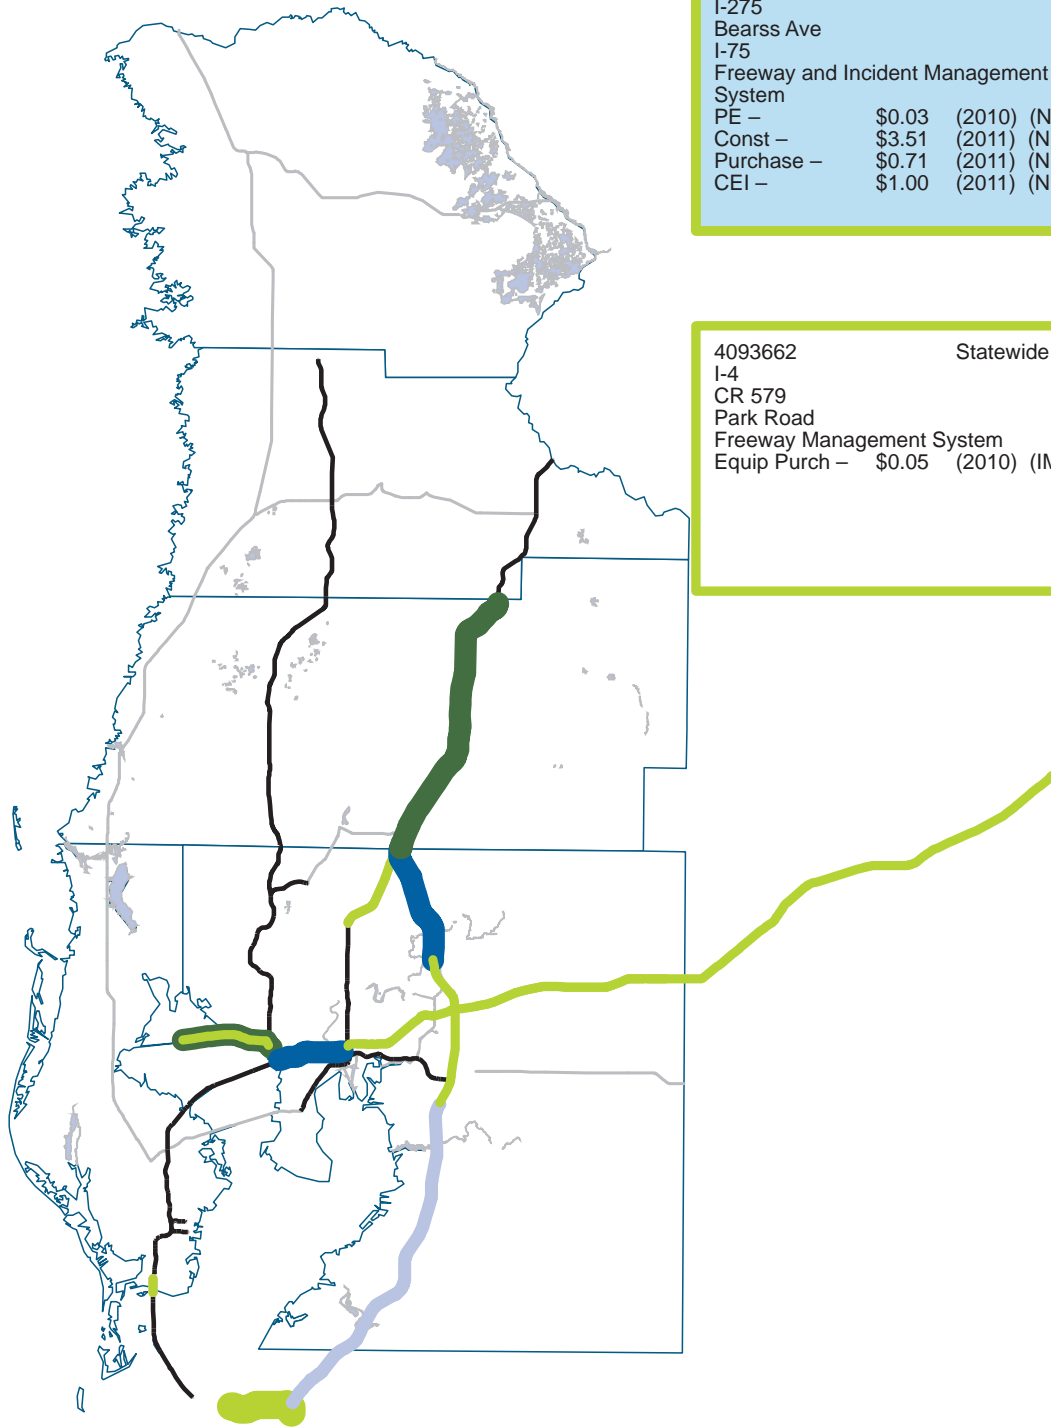 I-275
Bearss Ave
I-75
Freeway and Incident Management
System
PE – $0.03 (2010) (N
Const – $3.51 (2011) (N
Purchase – $0.71 (2011) (N
CEI – $1.00 (2011) (N
4093662 Statewide
I-4
CR 579
Park Road
Freeway Management System
Equip Purch – $0.05 (2010) (IM